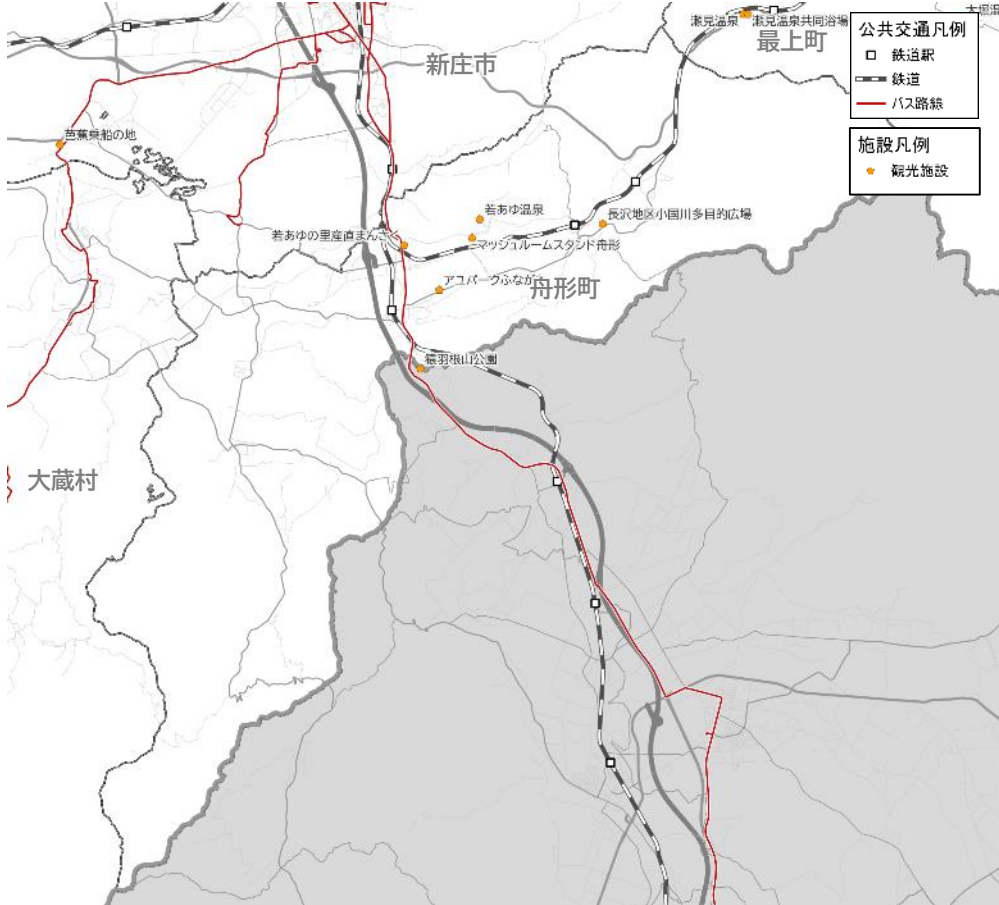 瀬見温泉
瀬見温泉共同浴場
最上町
新庄市
公共交通凡例
鉄道駅
鉄道
バス路線
施設凡例
観光施設
芭蕉乗船の地
若あゆ温泉
長沢地区小国川多目的広場
若あゆの里産直まんさく
マッシュルームスタンド舟形
アユパークふながた
舟形町
猿羽根山公園
大蔵村